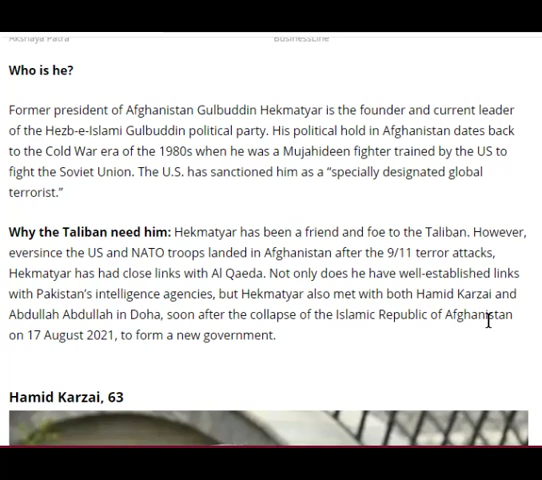 Akshaya Patra
BusinessLine
Who is he?
Former president of Afghanistan Gulbuddin Hekmatyar is the founder and current leader
of the Hezb-e-Islami Gulbuddin political party. His political hold in Afghanistan dates back
to the Cold War era of the 1980s when he was a Mujahideen fighter trained by the US to
fight the Soviet Union. The U.S. has sanctioned him as a “specially designated global
terrorist.”
Why the Taliban need him: Hekmatyar has been a friend and foe to the Taliban. However,
eversince the US and NATO troops landed in Afghanistan after the 9/11 terror attacks,
Hekmatyar has had close links with Al Qaeda. Not only does he have well-established links
with Pakistan’s intelligence agencies, but Hekmatyar also met with both Hamid Karzai and
Abdullah Abdullah in Doha, soon after the collapse of the Islamic Republic of Afghanistan
on 17 August 2021, to form a new government.
Hamid Karzai, 63